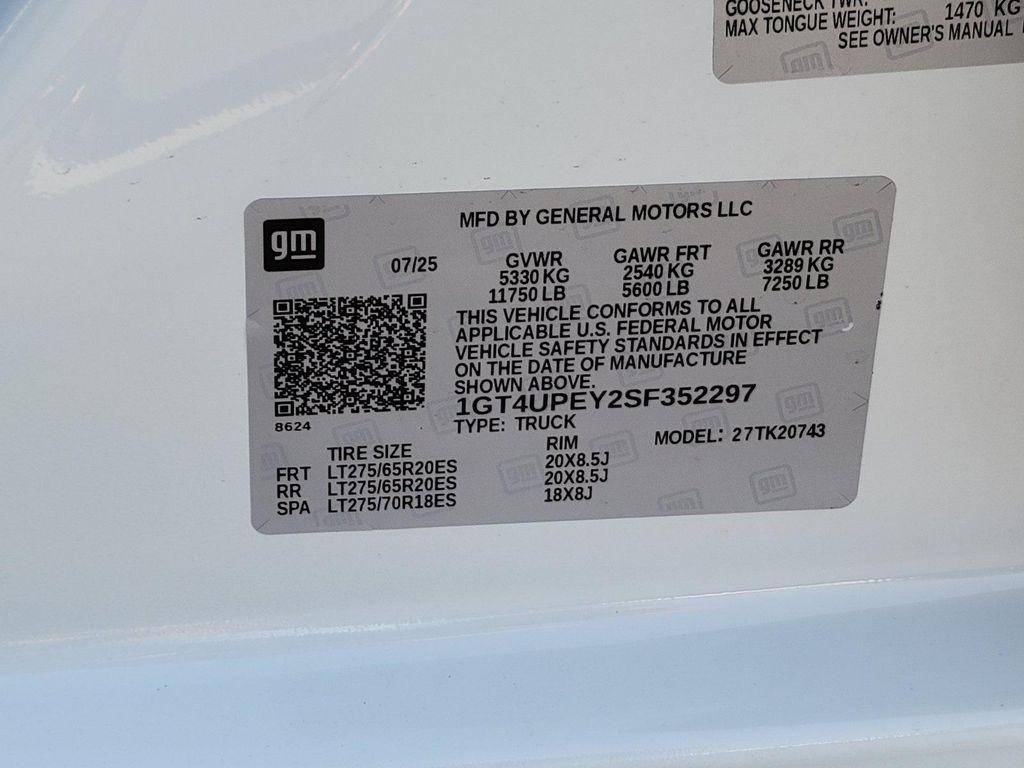 GOOSENECK TWR:
MAX TONGUE WEIGHT: 1470 KG
SEE OWNER'S MANUAL
gm
MFD BY GENERAL MOTORS LLC
07/25
GVWR GAWR FRT GAWR RR
5330 KG 2540 KG 3289 KG
11750 LB 5600 LB 7250 LB
THIS VEHICLE CONFORMS TO ALL
APPLICABLE U.S. FEDERAL MOTOR
VEHICLE SAFETY STANDARDS IN EFFECT
ON THE DATE OF MANUFACTURE
SHOWN ABOVE.
1GT4UPEY2SF352297
8624
TYPE: TRUCK
MODEL: 27TK20743
TIRE SIZE RIM
FRT LT275/65R20ES 20X8.5J
RR LT275/65R20ES 20X8.5J
SPA LT275/70R18ES 18X8J